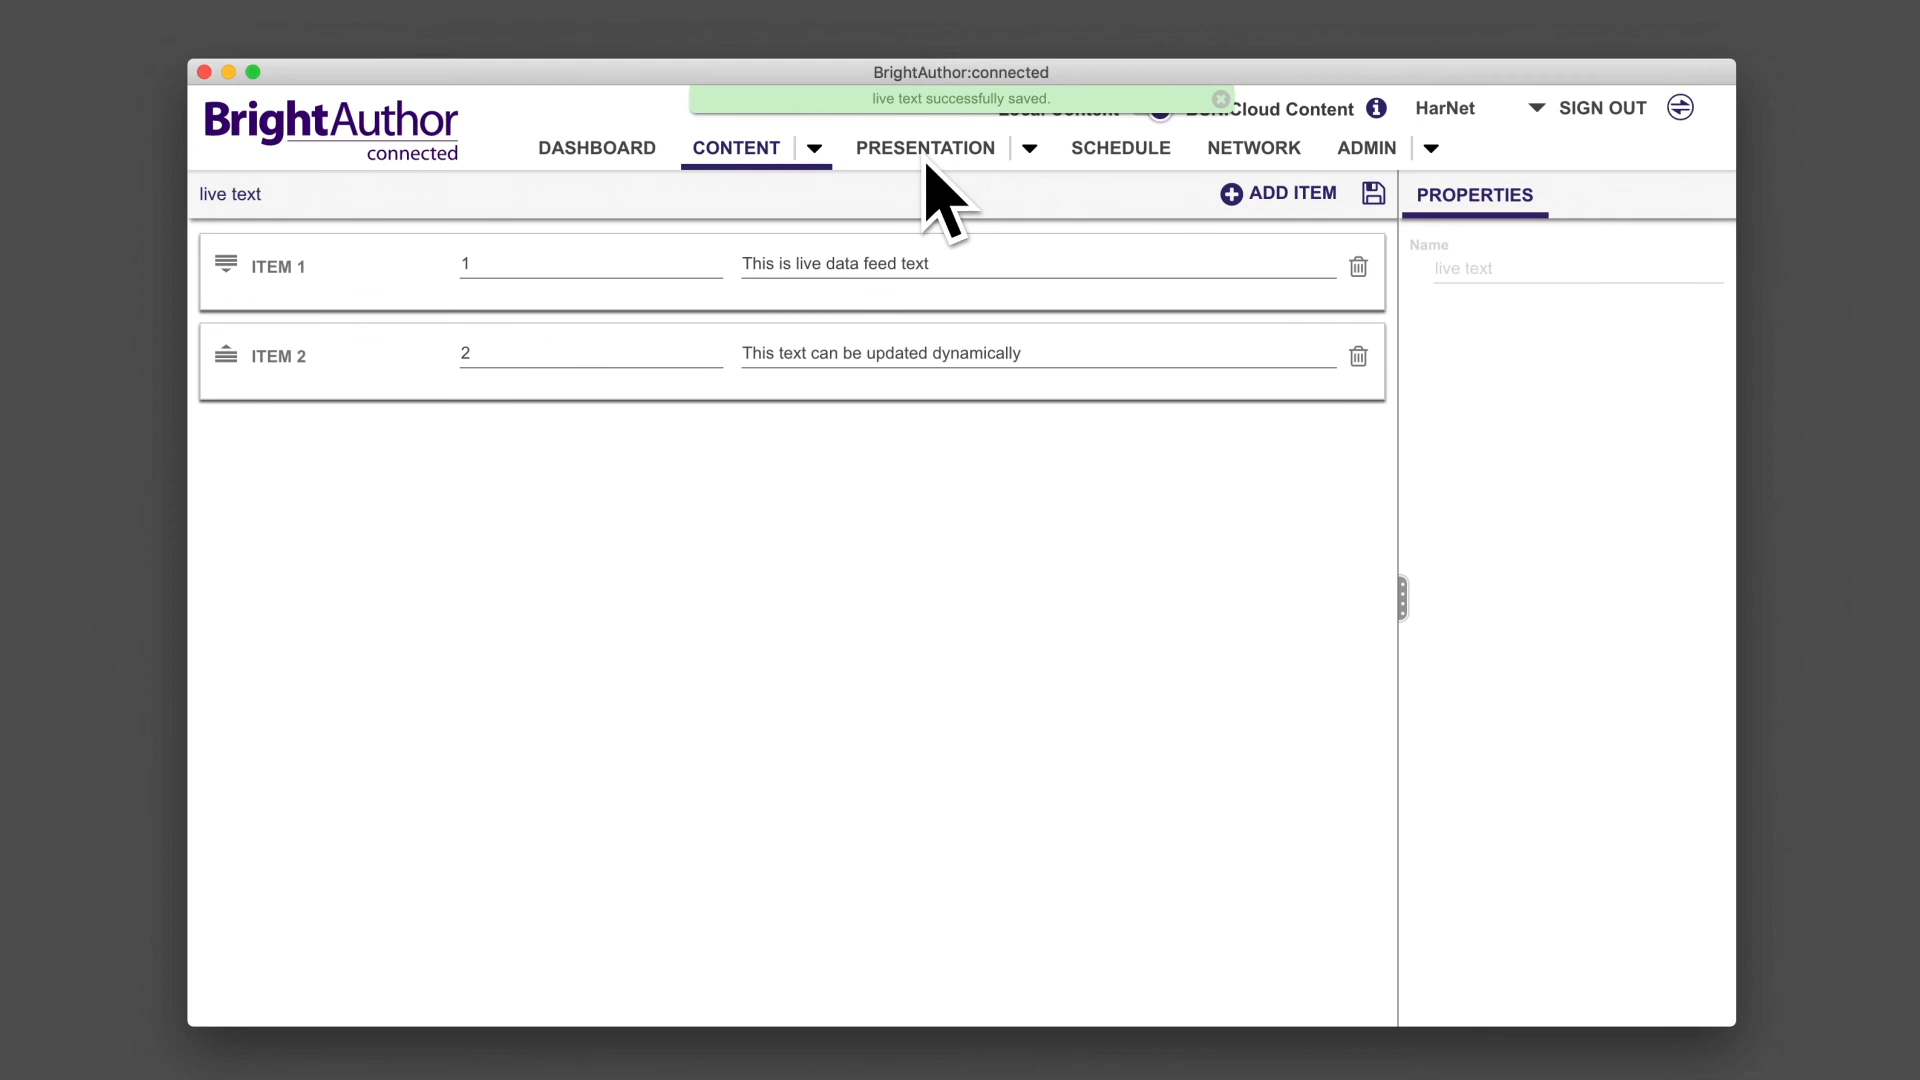 BrightAuthor:connected
live text successfully saved.
BrightAuthor
connected
Cloud Content
HarNet
SIGN OUT
DASHBOARD
CONTENT
PRESENTATION
SCHEDULE
NETWORK
ADMIN
live text
ADD ITEM
PROPERTIES
Name
live text
ITEM 1
1
This is live data feed text
ITEM 2
2
This text can be updated dynamically